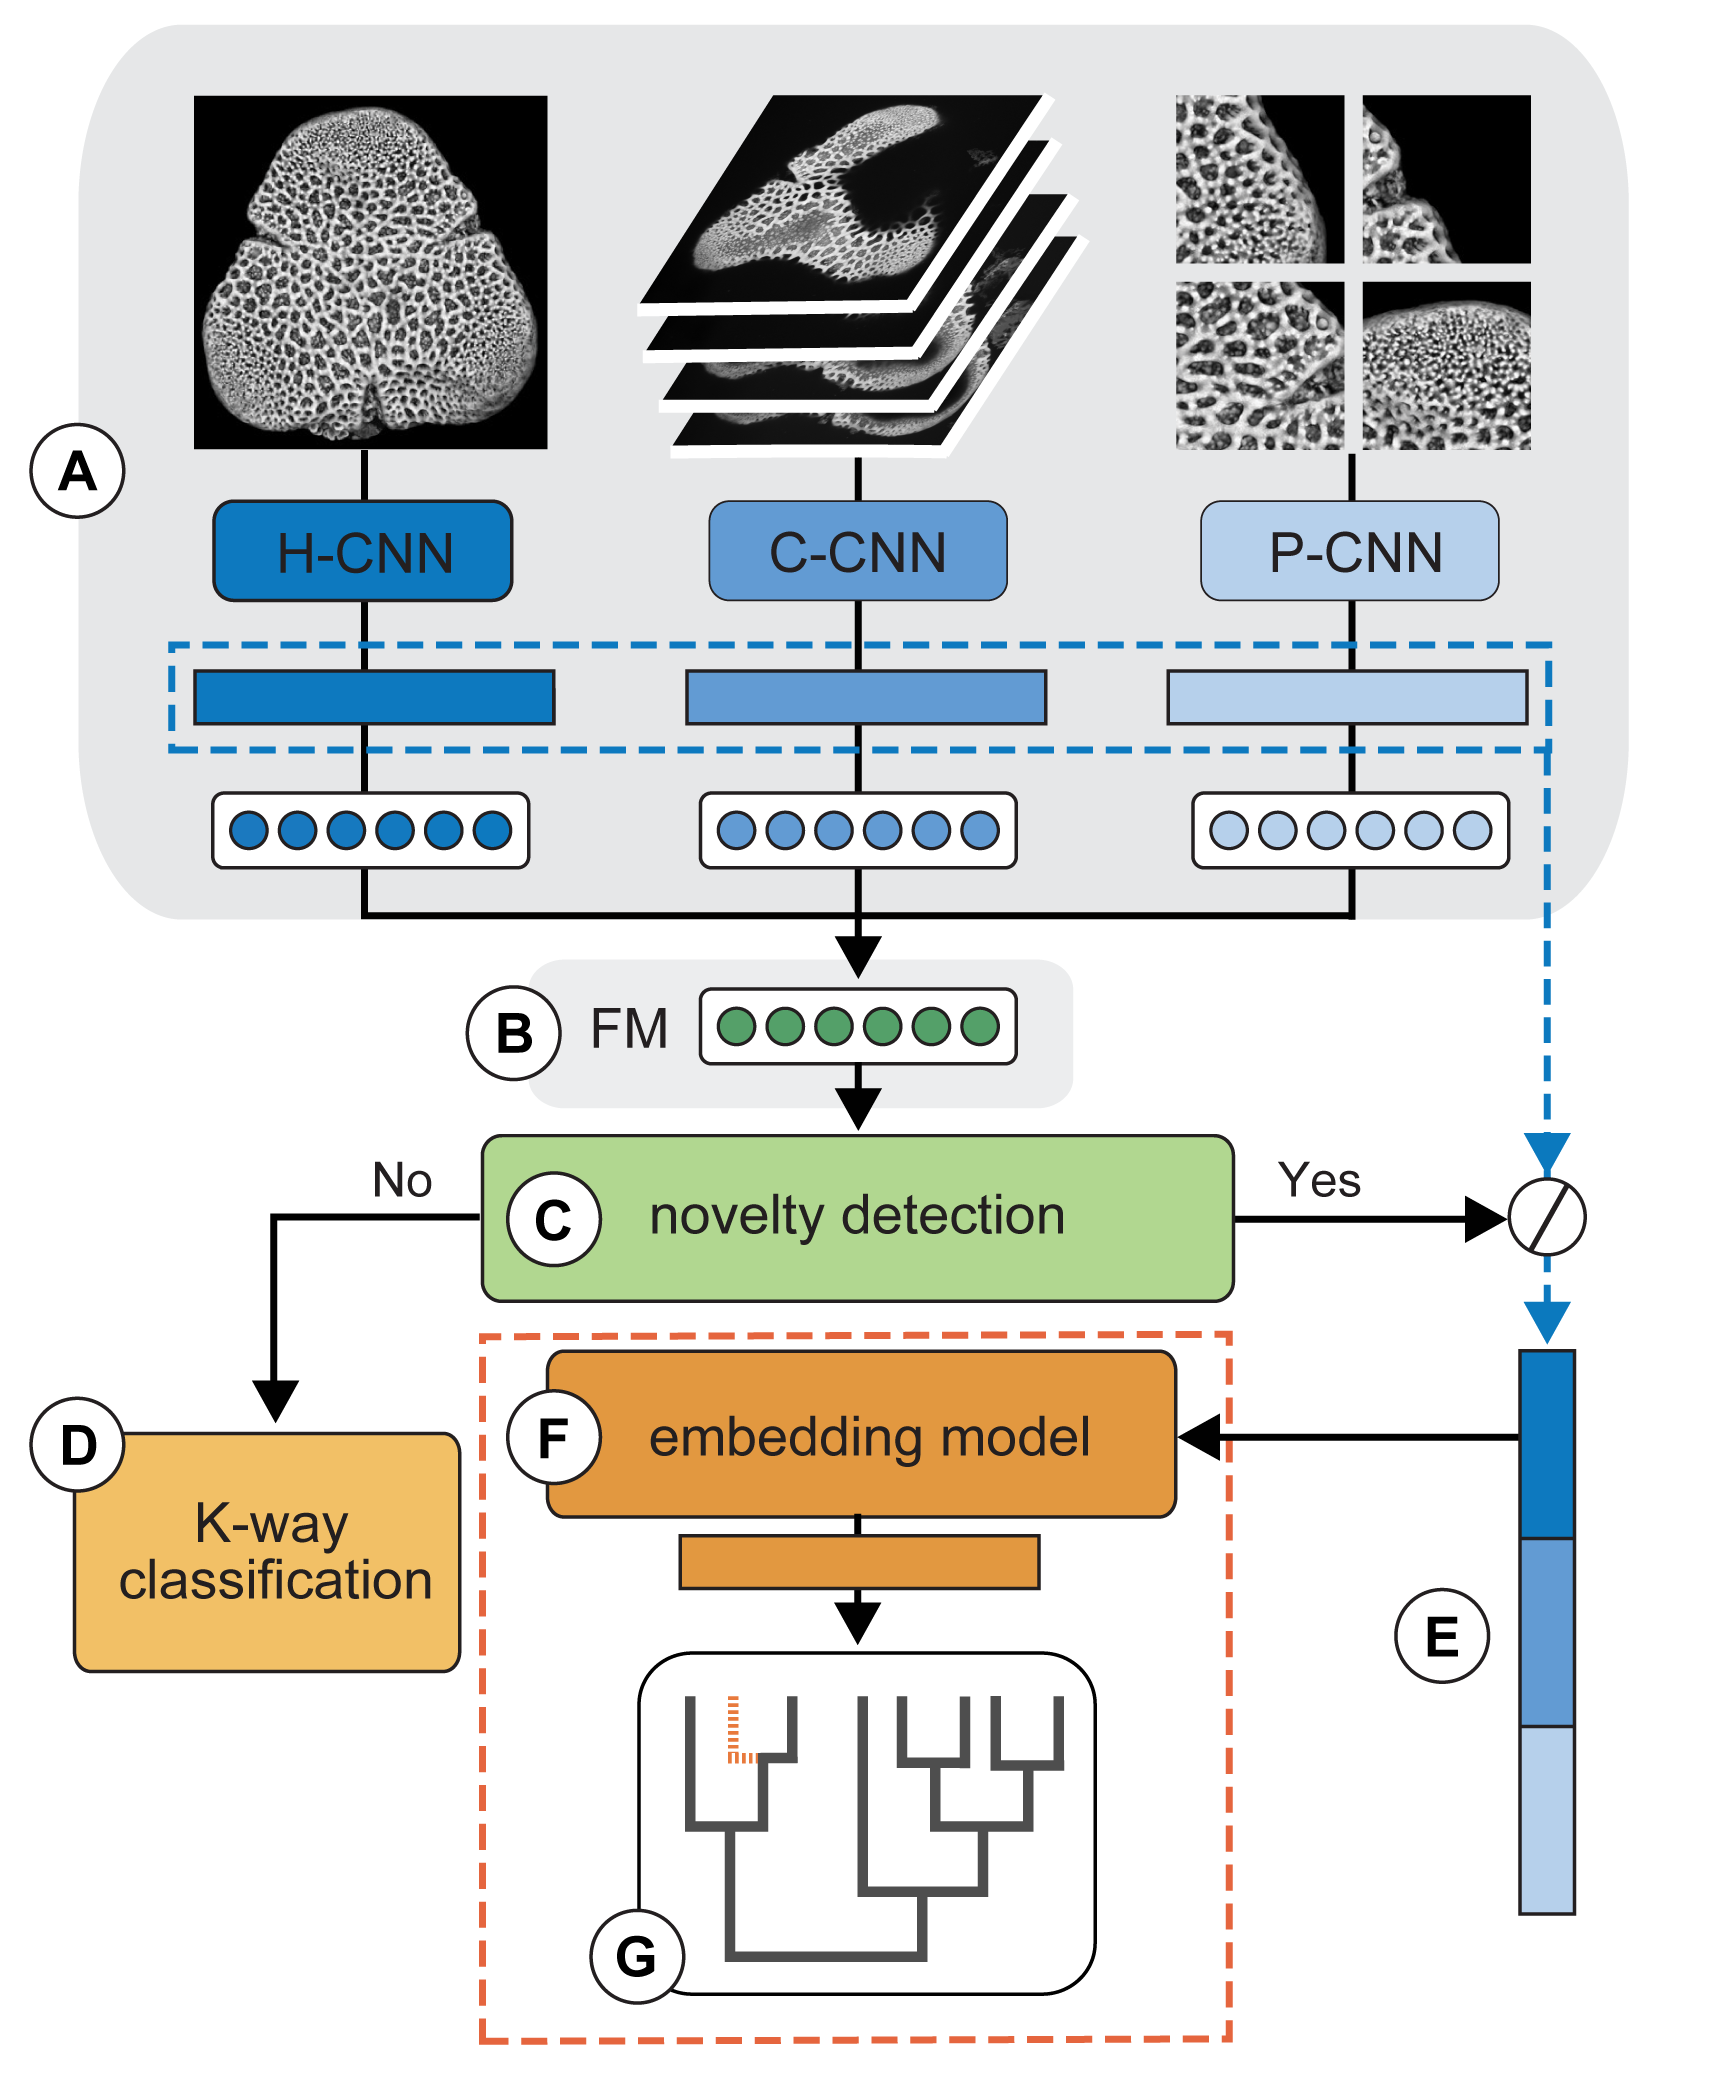 A
H-CNN
C-CNN
P-CNN
B
FM
No
C
novelty detection
Yes
D
K-way
classification
F
embedding model
E
G